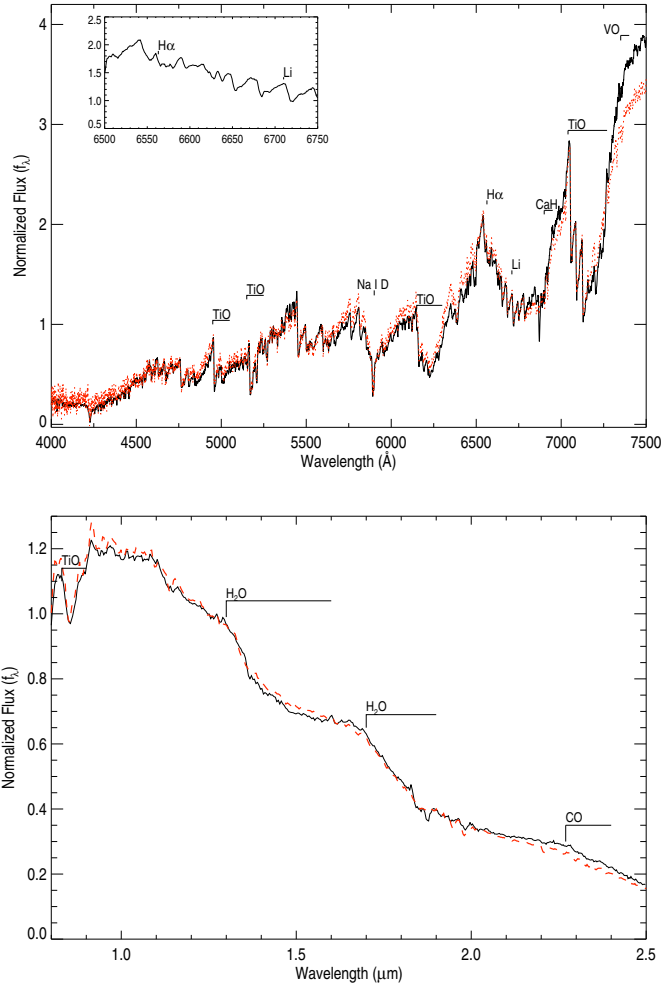 Normalized Flux (fλ)
4
3
2
1
0
2.5
2.0
1.5
1.0
0.5
Hα
Li
6500 6550 6600 6650 6700 6750
VO
TiO
Hα
CaH
Li
Na I D
TiO
TiO
TiO
4000 4500 5000 5500 6000 6500 7000 7500
Wavelength (Å)
Normalized Flux (fλ)
1.2
1.0
0.8
0.6
0.4
0.2
0.0
TiO
H₂O
H₂O
CO
1.0 1.5 2.0 2.5
Wavelength (μm)